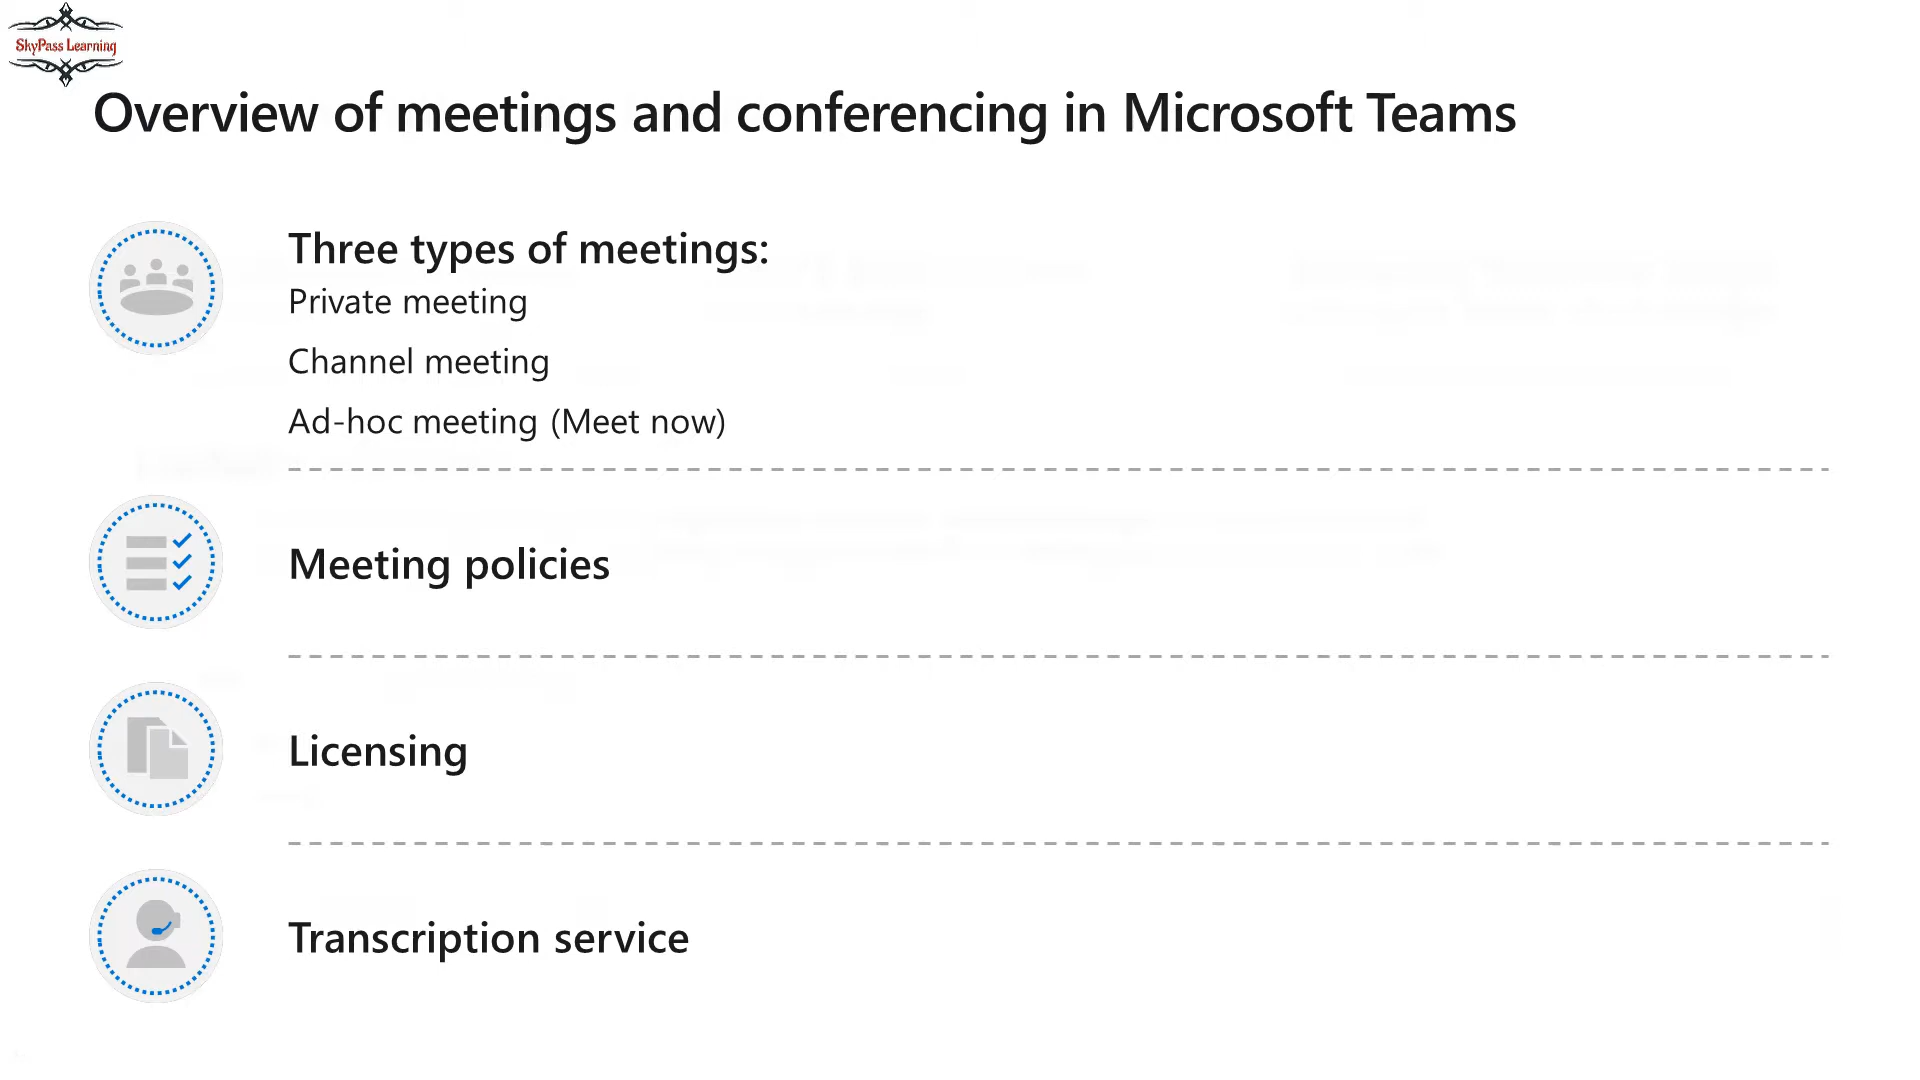 SkyPass Learning
Overview of meetings and conferencing in Microsoft Teams
Three types of meetings:
Private meeting
Channel meeting
Ad-hoc meeting (Meet now)
Meeting policies
Licensing
Transcription service